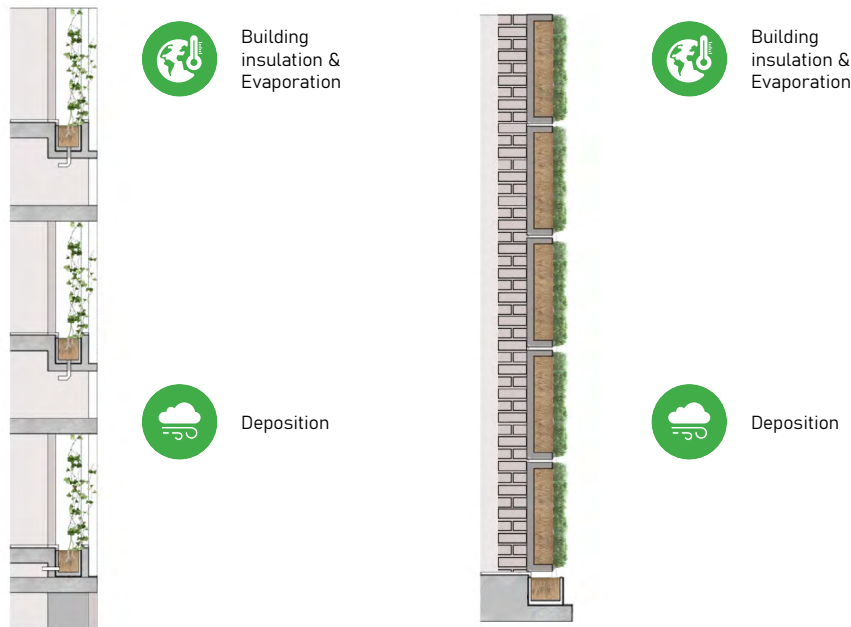 Building
insulation &
Evaporation
Deposition
Building
insulation &
Evaporation
Deposition